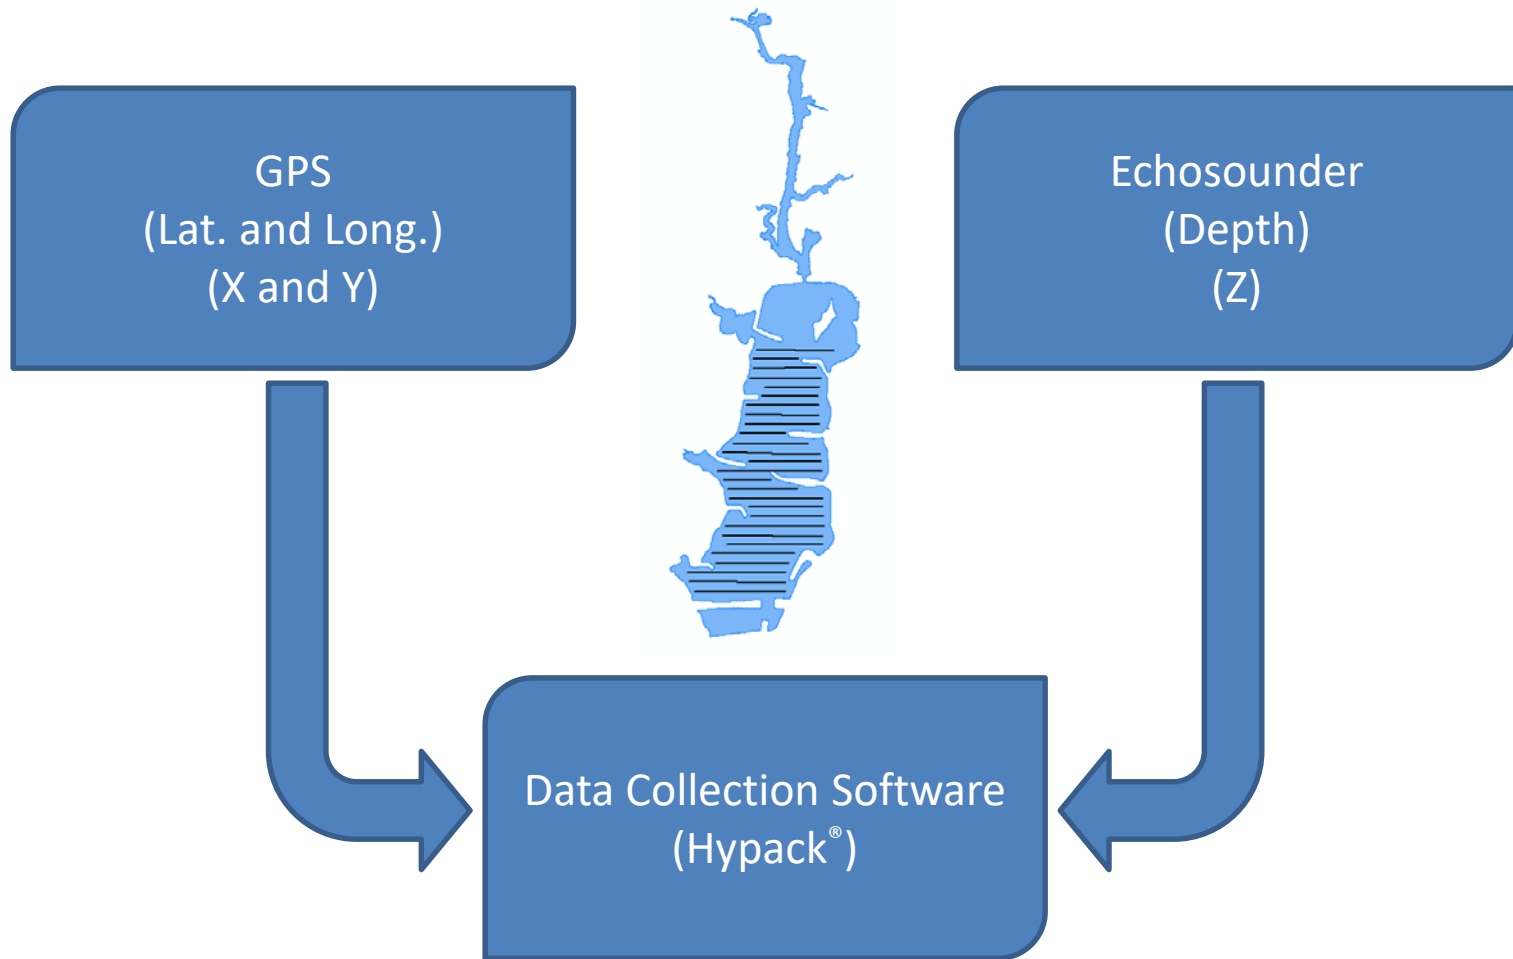 GPS
(Lat. and Long.)
(X and Y)
Echosounder
(Depth)
(Z)
Data Collection Software
(Hypack®)